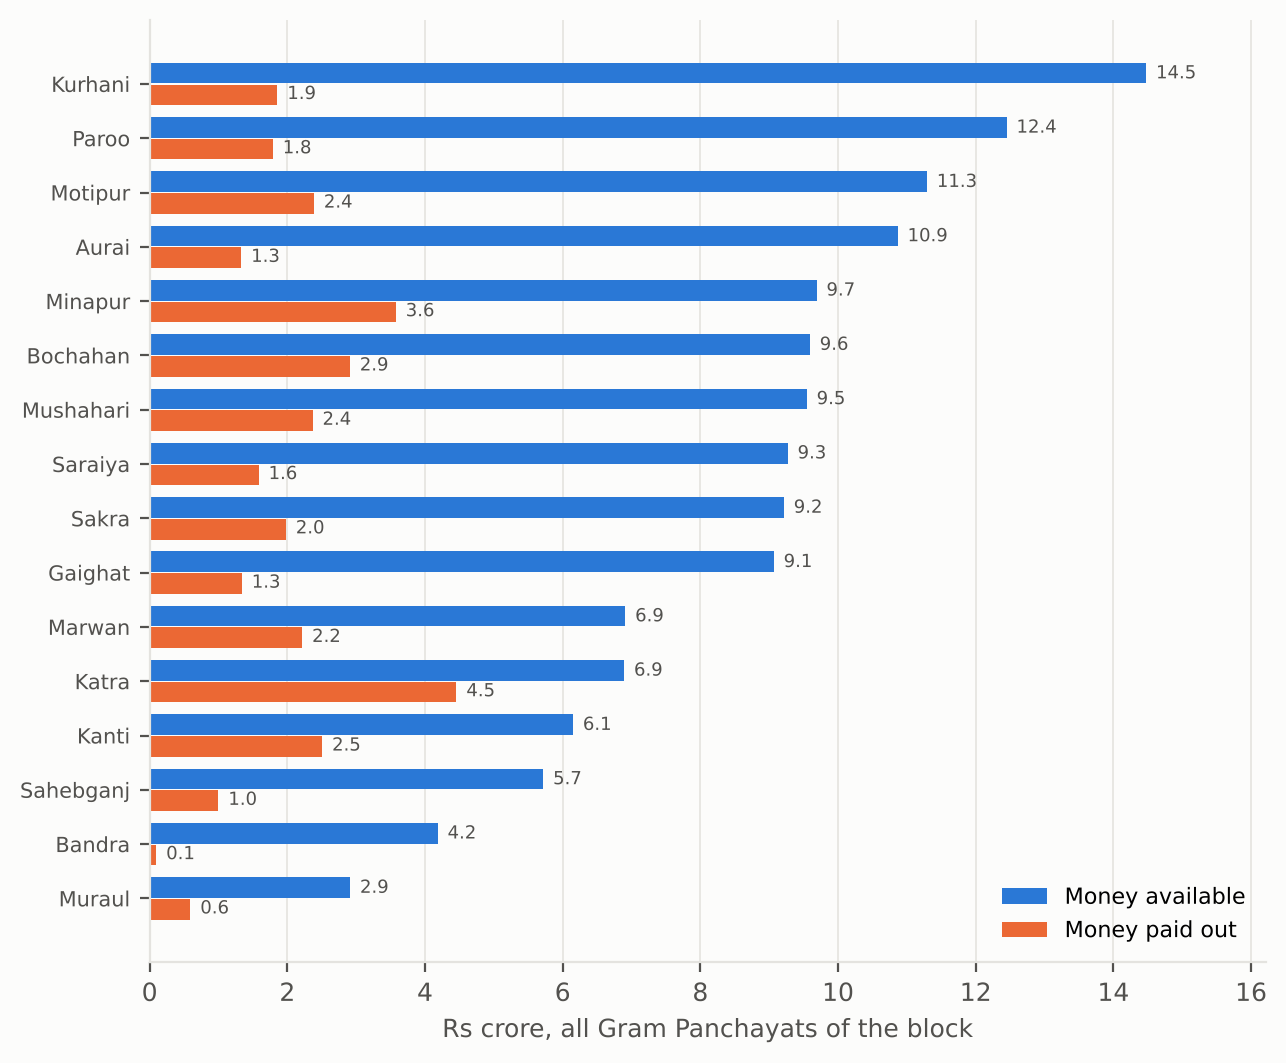 Kurhani 14.5
1.9
Paroo 12.4
1.8
Motipur 11.3
2.4
Aurai 10.9
1.3
Minapur 9.7
3.6
Bochahan 9.6
2.9
Mushahari 9.5
2.4
Saraiya 9.3
1.6
Sakra 9.2
2.0
Gaighat 9.1
1.3
Marwan 6.9
2.2
Katra 6.9
4.5
Kanti 6.1
2.5
Sahebganj 5.7
1.0
Bandra 4.2
0.1
Muraul 2.9
0.6
Money available
Money paid out
0 2 4 6 8 10 12 14 16
Rs crore, all Gram Panchayats of the block